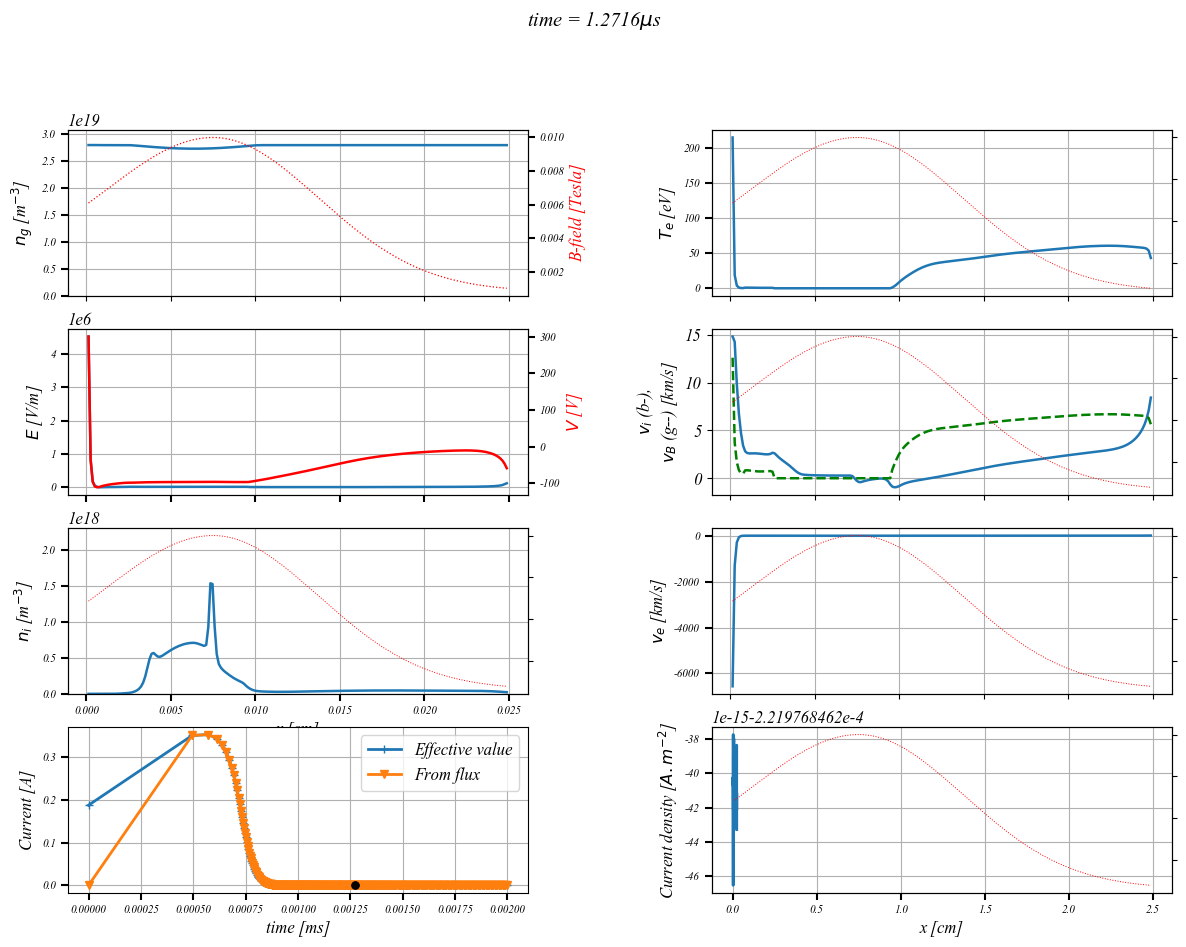 time = 1.2716μs
1e19
3.0
2.5
2.0
1.5
1.0
0.5
0.0
n_g [m^{-3}]
0.010
0.008
0.006
0.004
0.002
B-field [Tesla]
200
150
100
50
0
T_e [eV]
1e6
4
3
2
1
0
E [V/m]
300
200
100
0
-100
V [V]
15
10
5
0
v_i (b-),
v_B (g--) [km/s]
1e18
2.0
1.5
1.0
0.5
0.0
n_i [m^{-3}]
0.000 0.005 0.010 0.015 0.020 0.025
0
-2000
-4000
-6000
v_e [km/s]
0.3
0.2
0.1
0.0
Current [A]
Effective value
From flux
0.00000 0.00025 0.00050 0.00075 0.00100 0.00125 0.00150 0.00175 0.00200
time [ms]
1e-15-2.219768462e-4
-38
-40
-42
-44
-46
Current density [A.m^{-2}]
0.0 0.5 1.0 1.5 2.0 2.5
x [cm]